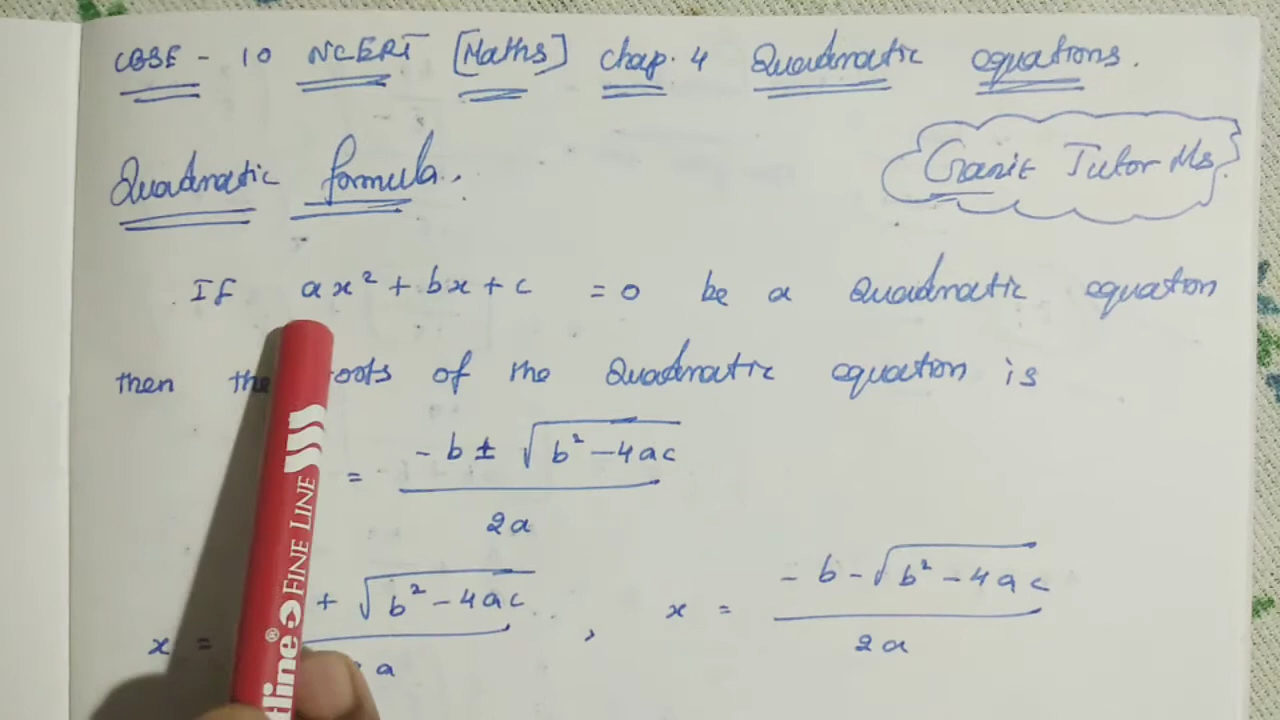 CBSE - 10 NCERT [Maths] chap. 4 Quadratic equations.
Quadratic formula.
Tutor Ms
If ax² + bx + c = 0 be a Quadratic equation
then the roots of the Quadratic equation is
= -b ± √(b² - 4ac) / 2a
x = + √(b² - 4ac) / a , x = -b - √(b² - 4ac) / 2a
FINE LINE